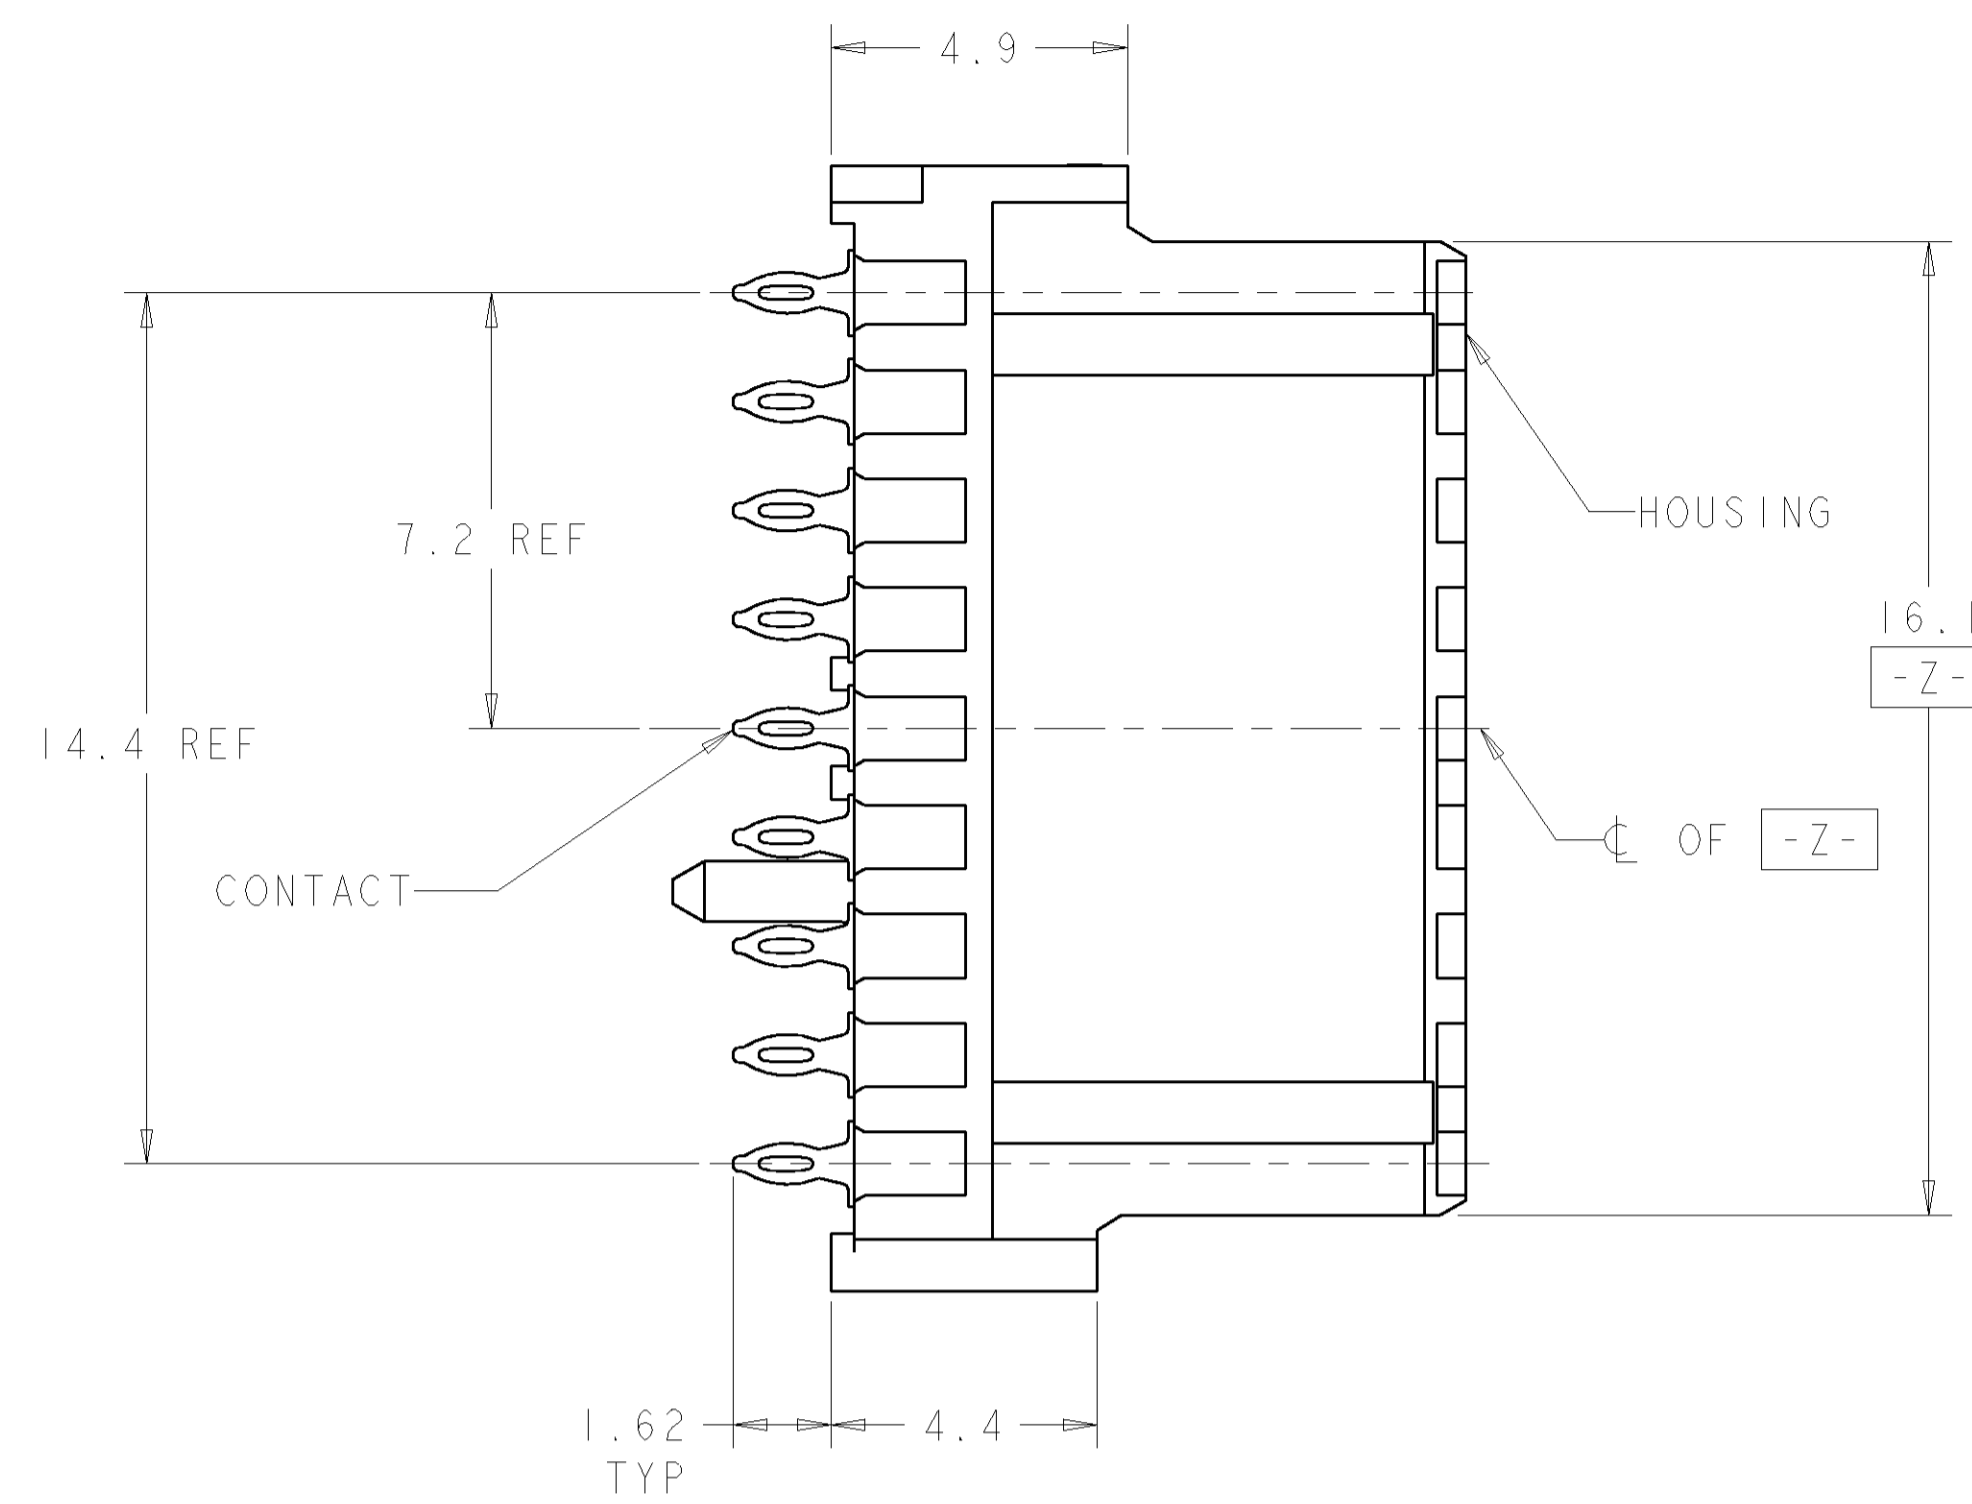 4.9
HOUSING
7.2 REF
16.1
-Z-
14.4 REF
℄ OF -Z-
CONTACT
1.62
TYP
4.4